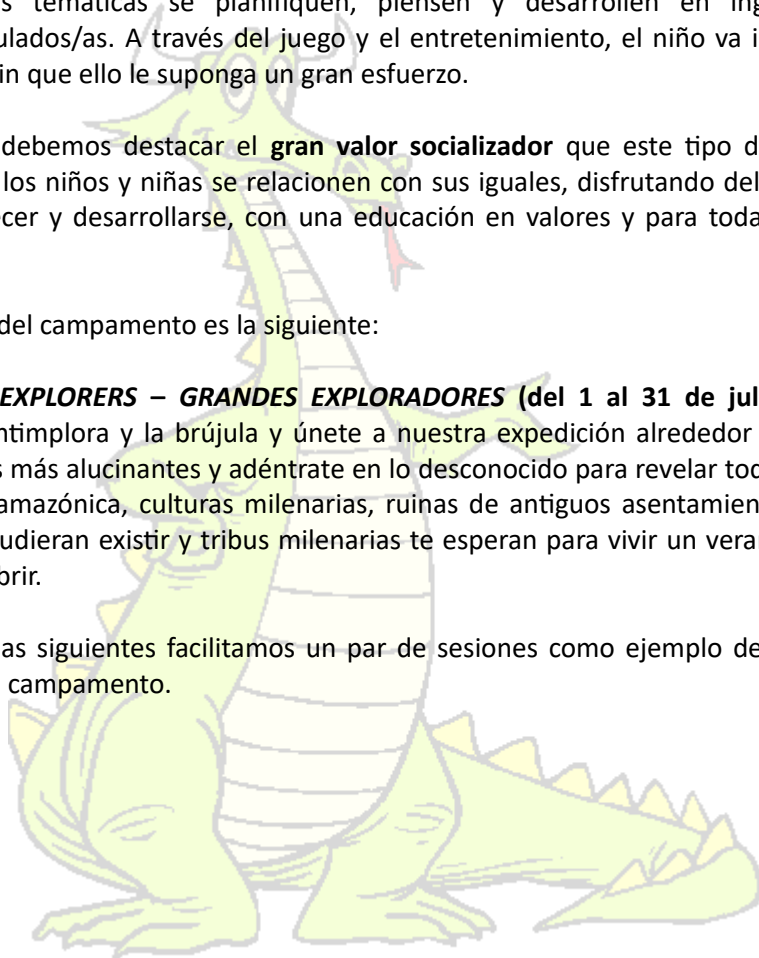 s temáticas se planifiquen, piensen y desarrollen en ing
ulados/as. A través del juego y el entretenimiento, el niño va i
in que ello le suponga un gran esfuerzo.
debemos destacar el gran valor socializador que este tipo d
los niños y niñas se relacionen con sus iguales, disfrutando del
ecer y desarrollarse, con una educación en valores y para toda
del campamento es la siguiente:
EXPLORERS – GRANDES EXPLORADORES (del 1 al 31 de jul
ntimplora y la brújula y únete a nuestra expedición alrededor
s más alucinantes y adéntrate en lo desconocido para revelar tod
amazónica, culturas milenarias, ruinas de antiguos asentamien
udieran existir y tribus milenarias te esperan para vivir un vera
brir.
as siguientes facilitamos un par de sesiones como ejemplo de
campamento.